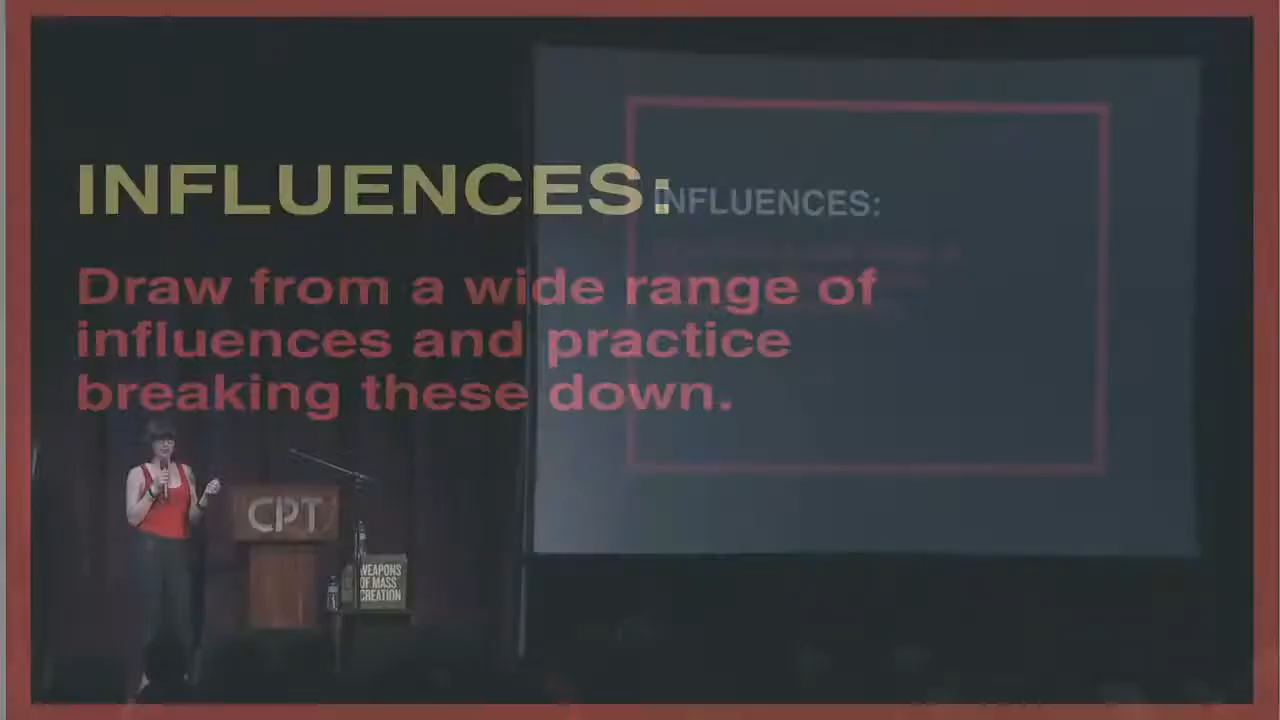 INFLUENCES:
Draw from a wide range of
influences and practice
breaking these down.
INFLUENCES:
CPT
WEAPONS
OF MASS
CREATION